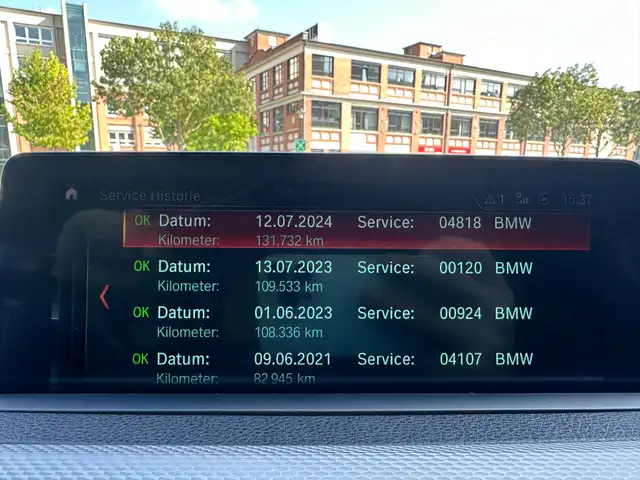 Service Historie 1 15:37
OK Datum: 12.07.2024 Service: 04818 BMW
Kilometer: 131.732 km
OK Datum: 13.07.2023 Service: 00120 BMW
Kilometer: 109.533 km
OK Datum: 01.06.2023 Service: 00924 BMW
Kilometer: 108.336 km
OK Datum: 09.06.2021 Service: 04107 BMW
Kilometer: 82.945 km